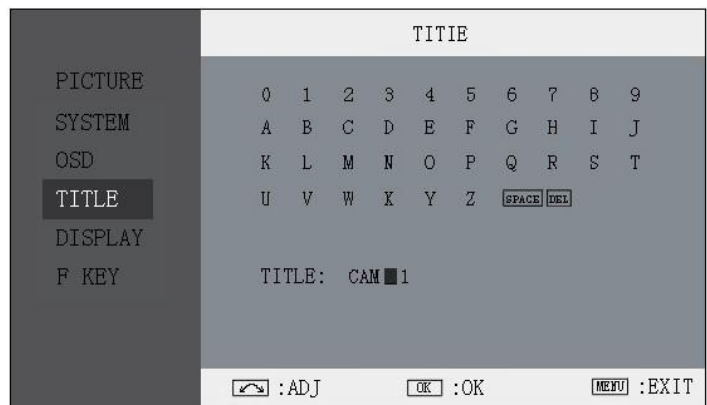 TITIE
PICTURE
SYSTEM
OSD
TITLE
DISPLAY
F KEY
0 1 2 3 4 5 6 7 8 9
A B C D E F G H I J
K L M N O P Q R S T
U V W X Y Z SPACE DEL
TITLE: CAM 1
:ADJ OK :OK MENU :EXIT